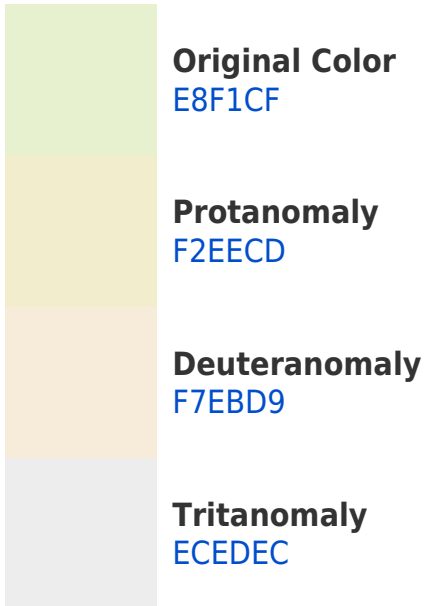 Original Color
E8F1CF
Protanomaly
F2EECD
Deuteranomaly
F7EBD9
Tritanomaly
ECEDEC